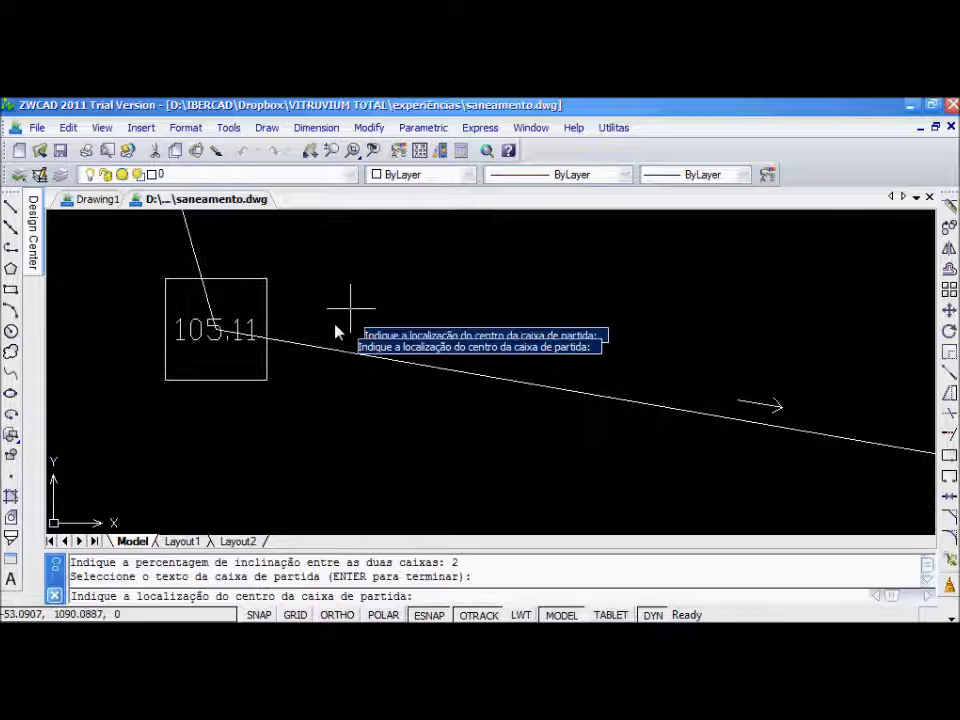 ZWCAD 2011 Trial Version - [D:\IBERCAD\Dropbox\VITRUVIUM TOTAL\experiências\saneamento.dwg]
File Edit View Insert Format Tools Draw Dimension Modify Parametric Express Window Help Utilitas
0 ByLayer ByLayer ByLayer
Drawing1 D:\...\saneamento.dwg
Design Center
105.11
Indique a localização do centro da caixa de partida:
Indique a localização do centro da caixa de partida:
Y
X
Model Layout1 Layout2
Indique a percentagem de inclinação entre as duas caixas: 2
Seleccione o texto da caixa de partida (ENTER para terminar):
Indique a localização do centro da caixa de partida:
-53.0907, 1090.0887, 0 SNAP GRID ORTHO POLAR ESNAP OTRACK LWT MODEL TABLET DYN Ready